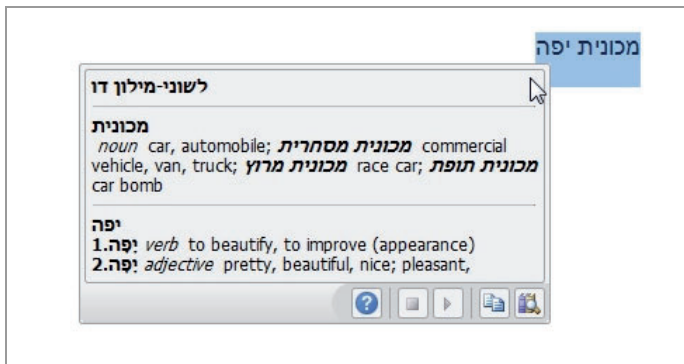 מכונית יפה
לשוני-מילון דו
מכונית
noun car, automobile; מכונית מסחרית commercial
vehicle, van, truck; מכונית מרוץ race car; מכונית תופת
car bomb
יפה
1.יִפָּה verb to beautify, to improve (appearance)
2.יָפֶה adjective pretty, beautiful, nice; pleasant,